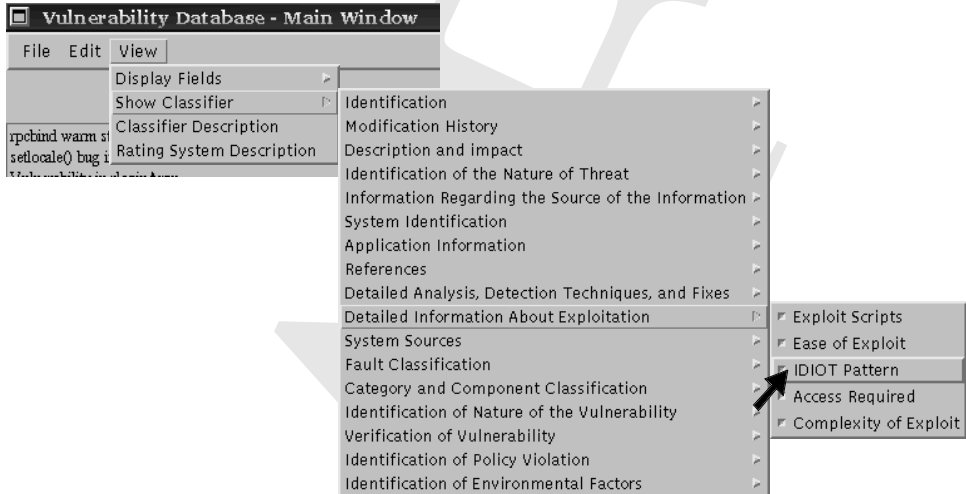 Vulnerability Database - Main Window
File Edit View
Display Fields
Show Classifier
Classifier Description
Rating System Description
rpcbind warm st
setlocale() bug i
Identification
Modification History
Description and impact
Identification of the Nature of Threat
Information Regarding the Source of the Information
System Identification
Application Information
References
Detailed Analysis, Detection Techniques, and Fixes
Detailed Information About Exploitation
System Sources
Fault Classification
Category and Component Classification
Identification of Nature of the Vulnerability
Verification of Vulnerability
Identification of Policy Violation
Identification of Environmental Factors
Exploit Scripts
Ease of Exploit
IDIOT Pattern
Access Required
Complexity of Exploit